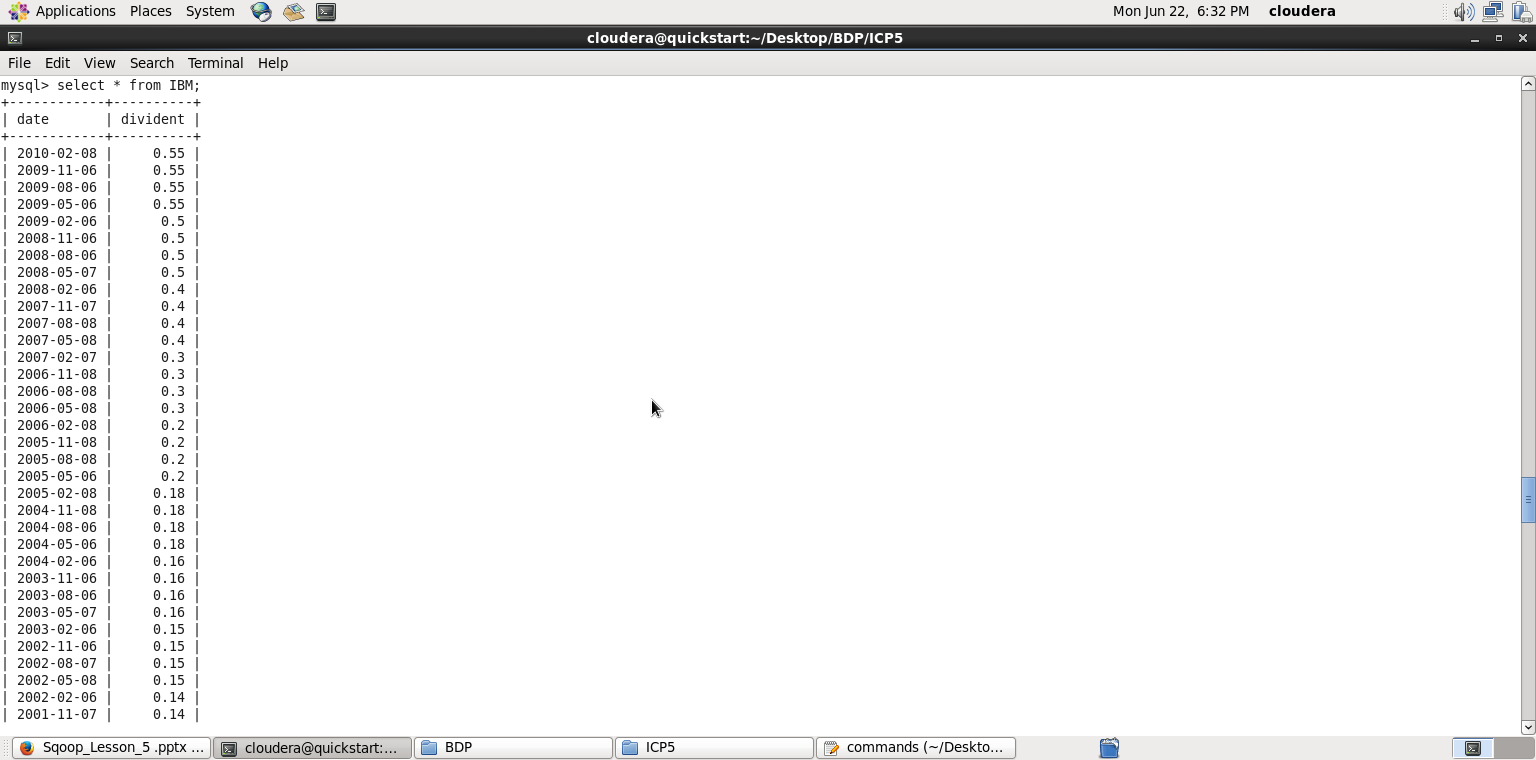 Applications Places System Mon Jun 22, 6:32 PM cloudera
cloudera@quickstart:~/Desktop/BDP/ICP5
File Edit View Search Terminal Help
mysql> select * from IBM;
+------------+----------+
| date       | divident |
+------------+----------+
| 2010-02-08 |     0.55 |
| 2009-11-06 |     0.55 |
| 2009-08-06 |     0.55 |
| 2009-05-06 |     0.55 |
| 2009-02-06 |      0.5 |
| 2008-11-06 |      0.5 |
| 2008-08-06 |      0.5 |
| 2008-05-07 |      0.5 |
| 2008-02-06 |      0.4 |
| 2007-11-07 |      0.4 |
| 2007-08-08 |      0.4 |
| 2007-05-08 |      0.4 |
| 2007-02-07 |      0.3 |
| 2006-11-08 |      0.3 |
| 2006-08-08 |      0.3 |
| 2006-05-08 |      0.3 |
| 2006-02-08 |      0.2 |
| 2005-11-08 |      0.2 |
| 2005-08-08 |      0.2 |
| 2005-05-06 |      0.2 |
| 2005-02-08 |     0.18 |
| 2004-11-08 |     0.18 |
| 2004-08-06 |     0.18 |
| 2004-05-06 |     0.18 |
| 2004-02-06 |     0.16 |
| 2003-11-06 |     0.16 |
| 2003-08-06 |     0.16 |
| 2003-05-07 |     0.16 |
| 2003-02-06 |     0.15 |
| 2002-11-06 |     0.15 |
| 2002-08-07 |     0.15 |
| 2002-05-08 |     0.15 |
| 2002-02-06 |     0.14 |
| 2001-11-07 |     0.14 |
Sqoop_Lesson_5 .pptx ... cloudera@quickstart:... BDP ICP5 commands (~/Deskto...